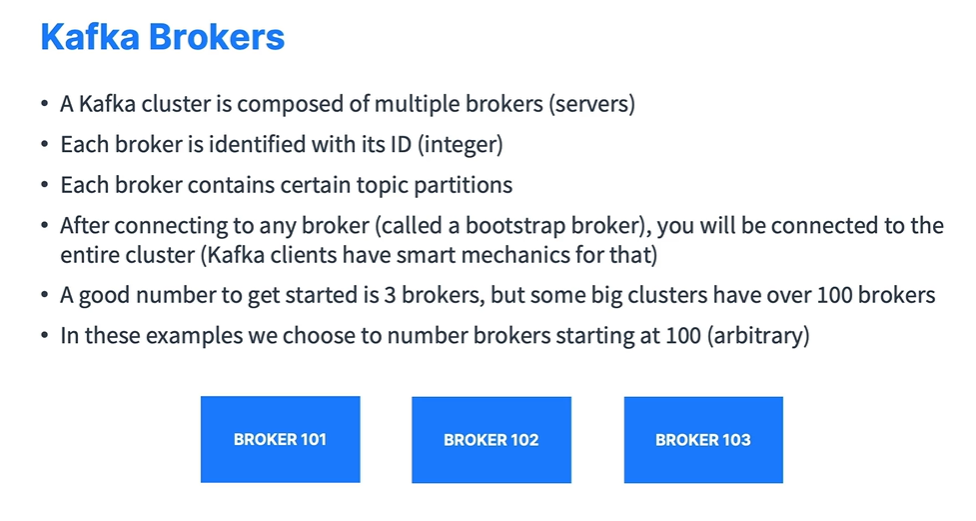 Kafka Brokers
• A Kafka cluster is composed of multiple brokers (servers)
• Each broker is identified with its ID (integer)
• Each broker contains certain topic partitions
• After connecting to any broker (called a bootstrap broker), you will be connected to the
entire cluster (Kafka clients have smart mechanics for that)
• A good number to get started is 3 brokers, but some big clusters have over 100 brokers
• In these examples we choose to number brokers starting at 100 (arbitrary)
BROKER 101
BROKER 102
BROKER 103